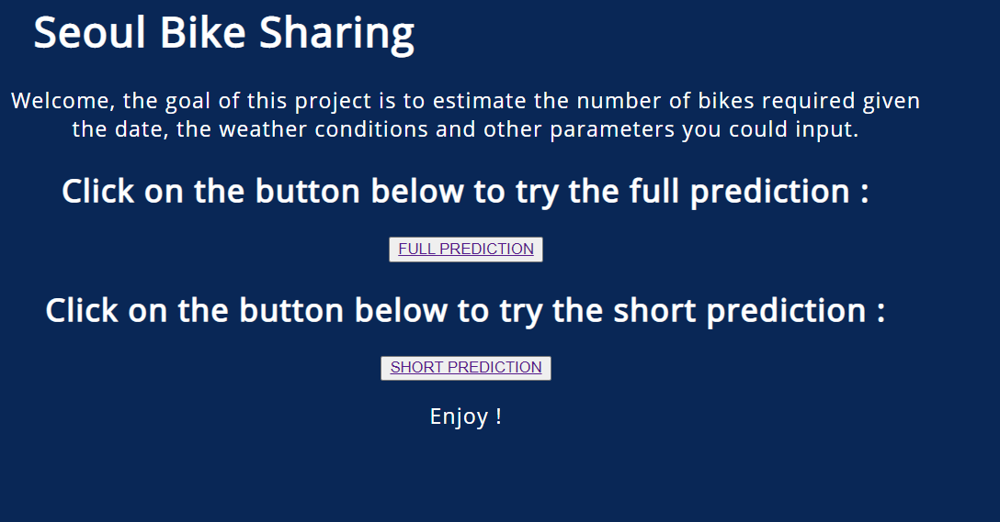 Seoul Bike Sharing
Welcome, the goal of this project is to estimate the number of bikes required given
the date, the weather conditions and other parameters you could input.
Click on the button below to try the full prediction :
FULL PREDICTION
Click on the button below to try the short prediction :
SHORT PREDICTION
Enjoy !